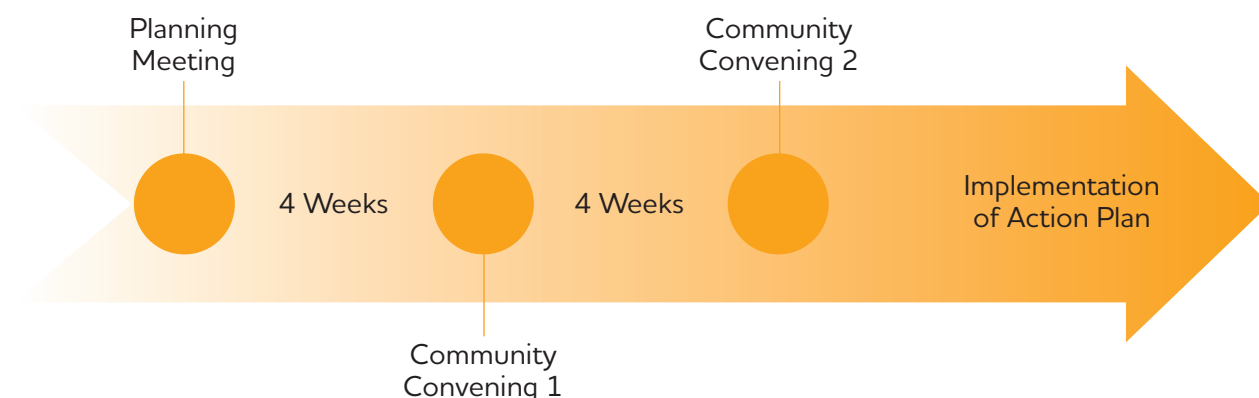 Planning
Meeting
Community
Convening 2
4 Weeks
4 Weeks
Implementation
of Action Plan
Community
Convening 1